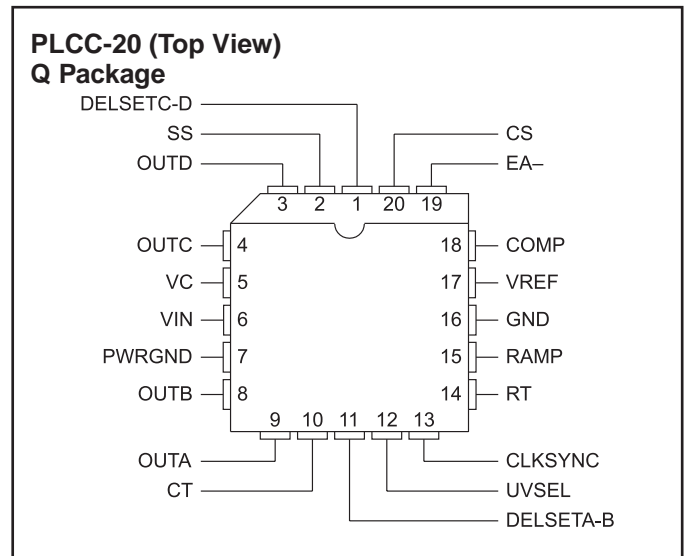 PLCC-20 (Top View)
Q Package
DELSETC-D
SS
CS
OUTD
EA–
3 2 1 20 19
OUTC 4
18 COMP
VC 5
17 VREF
VIN 6
16 GND
PWRGND 7
15 RAMP
OUTB 8
14 RT
9 10 11 12 13
OUTA
CLKSYNC
CT
UVSEL
DELSETA-B